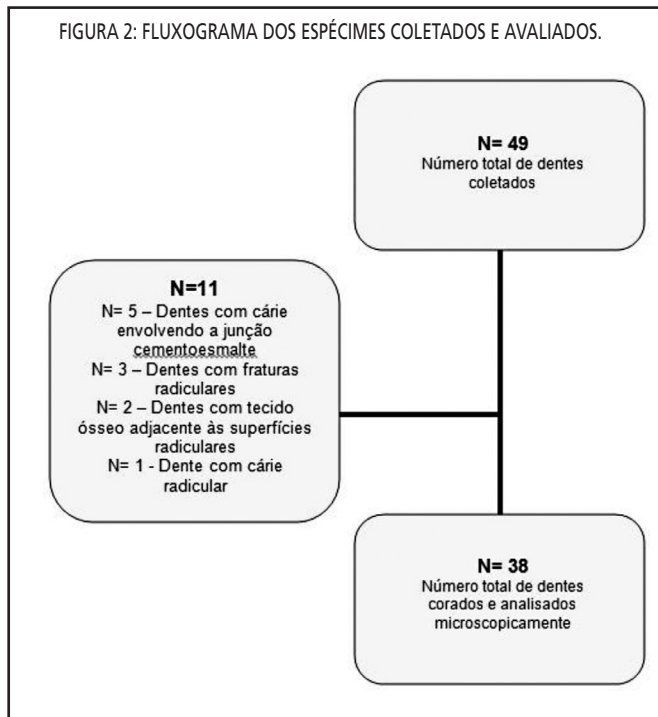 FIGURA 2: FLUXOGRAMA DOS ESPÉCIMES COLETADOS E AVALIADOS.
N= 49
Número total de dentes
coletados
N=11
N= 5 – Dentes com cárie
envolvendo a junção
cementoesmalte
N= 3 – Dentes com fraturas
radiculares
N= 2 – Dentes com tecido
ósseo adjacente às superfícies
radiculares
N= 1 - Dente com cárie
radicular
N= 38
Número total de dentes
corados e analisados
microscopicamente